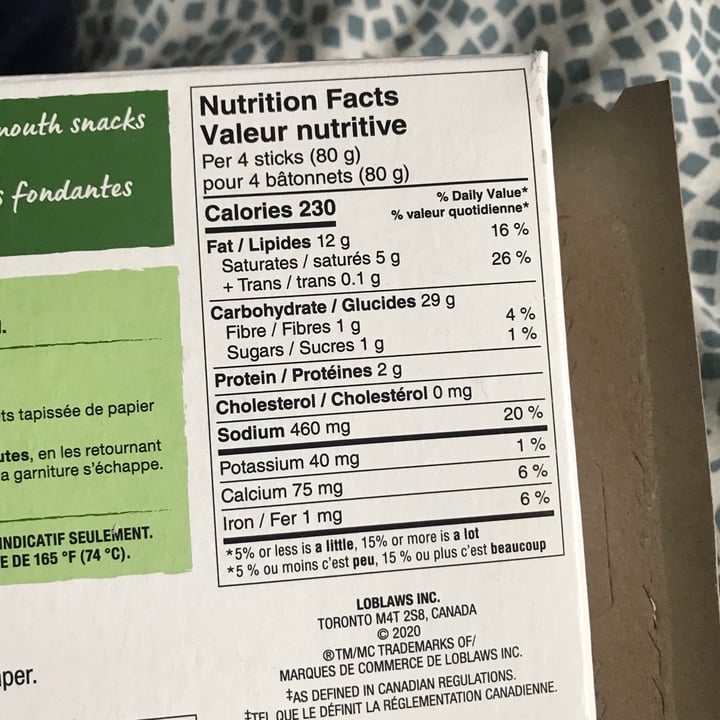 mouth snacks
fondantes
ts tapissée de papier
utes, en les retournant
a garniture s'échappe.
INDICATIF SEULEMENT.
E DE 165 °F (74 °C).
per.
Nutrition Facts
Valeur nutritive
Per 4 sticks (80 g)
pour 4 bâtonnets (80 g)
Calories 230
% Daily Value*
% valeur quotidienne*
Fat / Lipides 12 g 16 %
Saturates / saturés 5 g
+ Trans / trans 0.1 g 26 %
Carbohydrate / Glucides 29 g
Fibre / Fibres 1 g 4 %
Sugars / Sucres 1 g 1 %
Protein / Protéines 2 g
Cholesterol / Cholestérol 0 mg
Sodium 460 mg 20 %
Potassium 40 mg 1 %
Calcium 75 mg 6 %
Iron / Fer 1 mg 6 %
*5% or less is a little, 15% or more is a lot
*5 % ou moins c'est peu, 15 % ou plus c'est beaucoup
LOBLAWS INC.
TORONTO M4T 2S8, CANADA
© 2020
®TM/MC TRADEMARKS OF/
MARQUES DE COMMERCE DE LOBLAWS INC.
‡AS DEFINED IN CANADIAN REGULATIONS.
‡TEL QUE LE DÉFINIT LA RÉGLEMENTATION CANADIENNE.